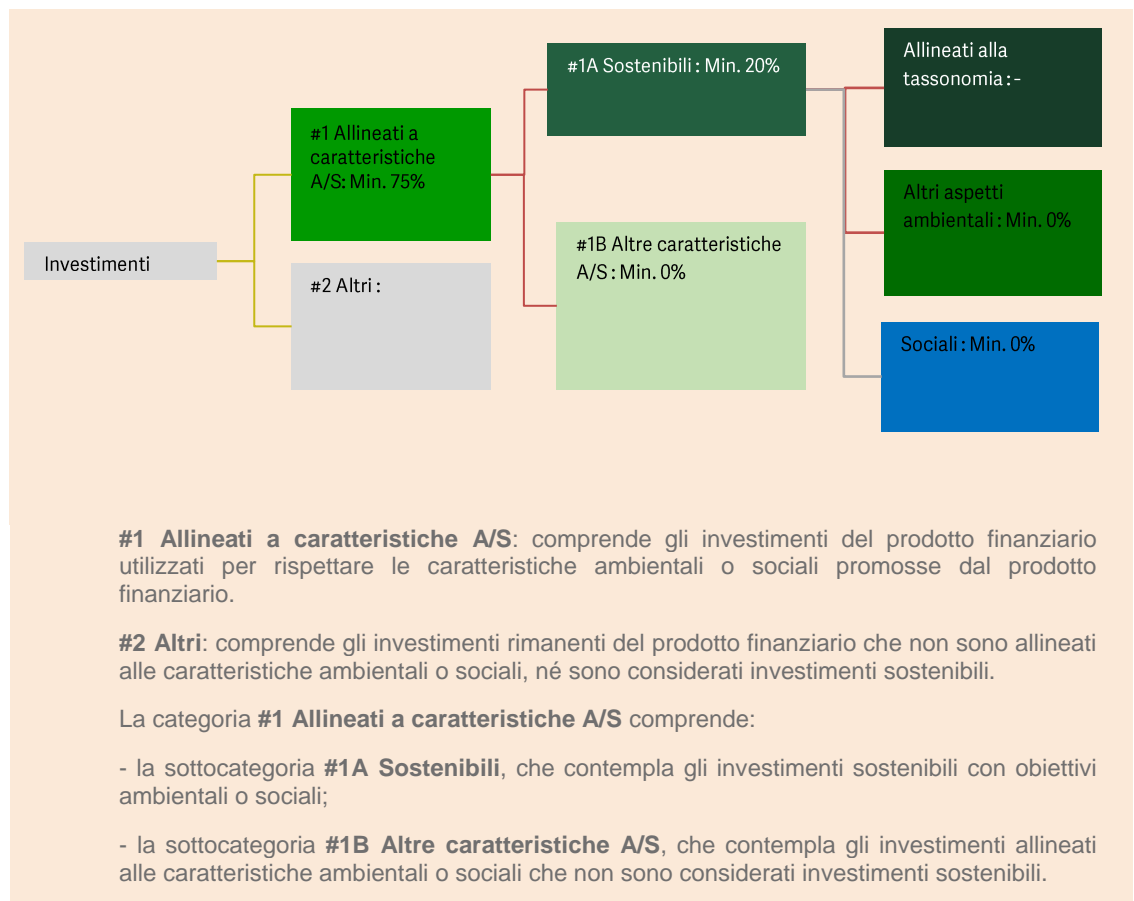 Investimenti
#1 Allineati a
caratteristiche
A/S: Min. 75%
#2 Altri :
#1A Sostenibili : Min. 20%
#1B Altre caratteristiche
A/S : Min. 0%
Allineati alla
tassonomia : -
Altri aspetti
ambientali : Min. 0%
Sociali : Min. 0%
#1 Allineati a caratteristiche A/S: comprende gli investimenti del prodotto finanziario
utilizzati per rispettare le caratteristiche ambientali o sociali promosse dal prodotto
finanziario.
#2 Altri: comprende gli investimenti rimanenti del prodotto finanziario che non sono allineati
alle caratteristiche ambientali o sociali, né sono considerati investimenti sostenibili.
La categoria #1 Allineati a caratteristiche A/S comprende:
- la sottocategoria #1A Sostenibili, che contempla gli investimenti sostenibili con obiettivi
ambientali o sociali;
- la sottocategoria #1B Altre caratteristiche A/S, che contempla gli investimenti allineati
alle caratteristiche ambientali o sociali che non sono considerati investimenti sostenibili.